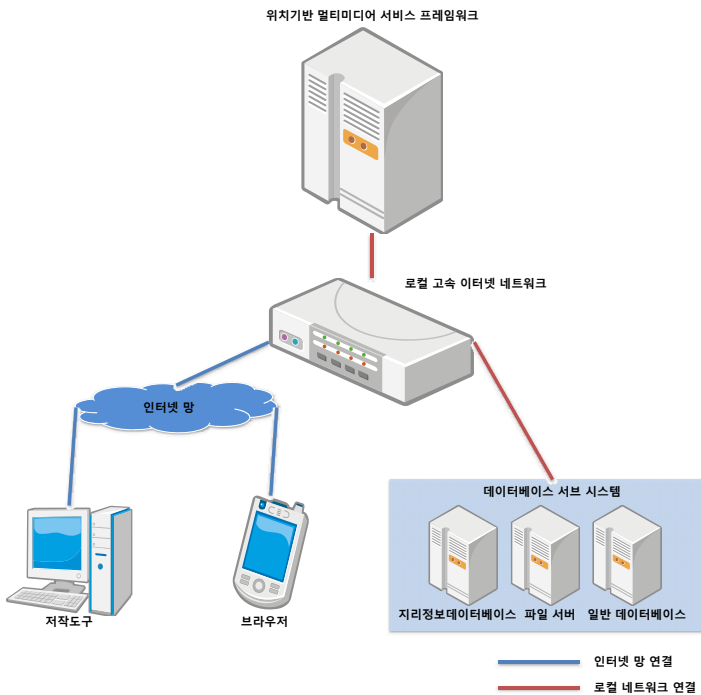 위치기반 멀티미디어 서비스 프레임워크
로컬 고속 이터넷 네트워크
인터넷 망
데이터베이스 서브 시스템
지리정보데이터베이스 파일 서버 일반 데이터베이스
저작도구
브라우저
인터넷 망 연결
로컬 네트워크 연결